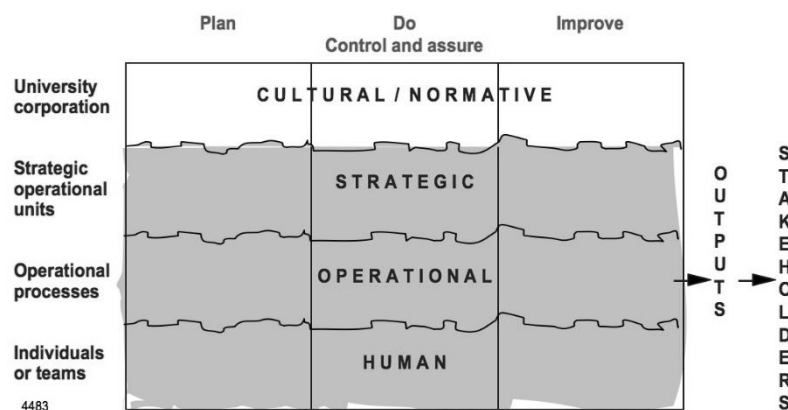 Plan
Do
Control and assure
Improve
University
corporation
CULTURAL / NORMATIVE
Strategic
operational
units
STRATEGIC
Operational
processes
OPERATIONAL
Individuals
or teams
HUMAN
OUTPUTS
STAKEHOLDERS
4483